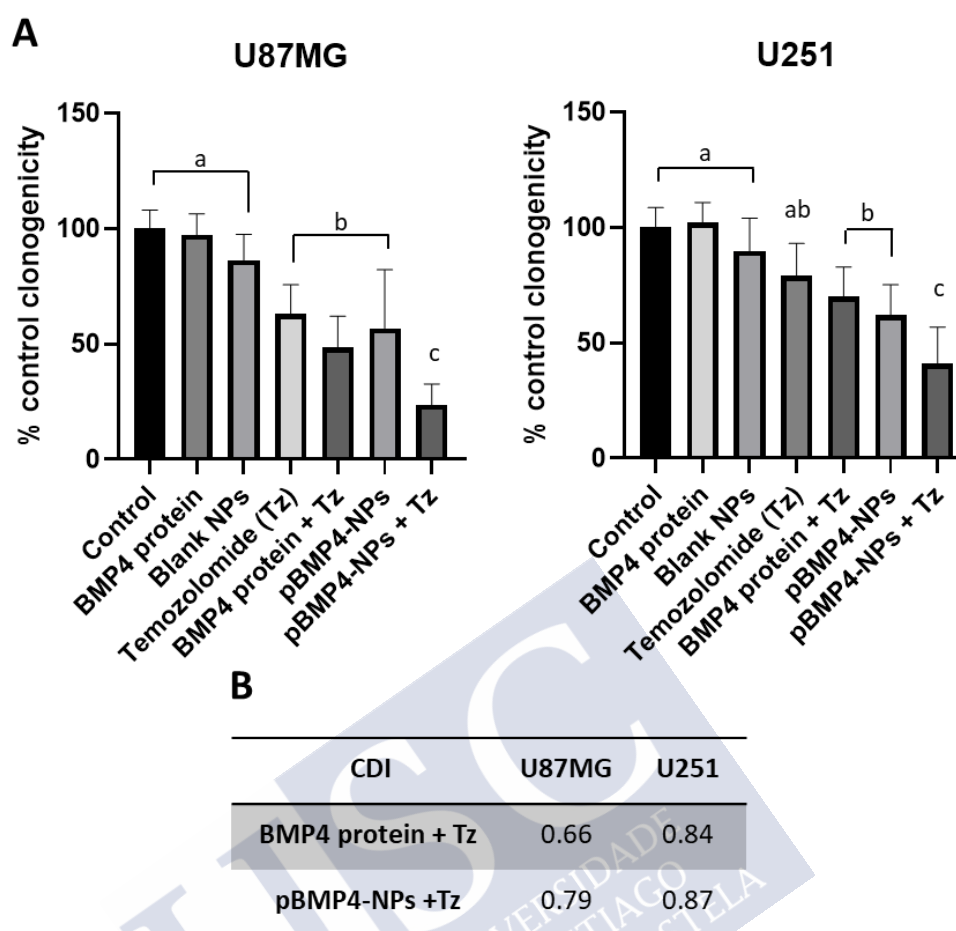 A
U87MG
% control clonogenicity
150
100
50
0
a
b
c
Control
BMP4 protein
Blank NPs
Temozolomide (Tz)
BMP4 protein + Tz
pBMP4-NPs
pBMP4-NPs + Tz
U251
% control clonogenicity
150
100
50
0
a
ab
b
c
Control
BMP4 protein
Blank NPs
Temozolomide (Tz)
BMP4 protein + Tz
pBMP4-NPs
pBMP4-NPs + Tz
B
CDI U87MG U251
BMP4 protein + Tz 0.66 0.84
pBMP4-NPs +Tz 0.79 0.87
USC